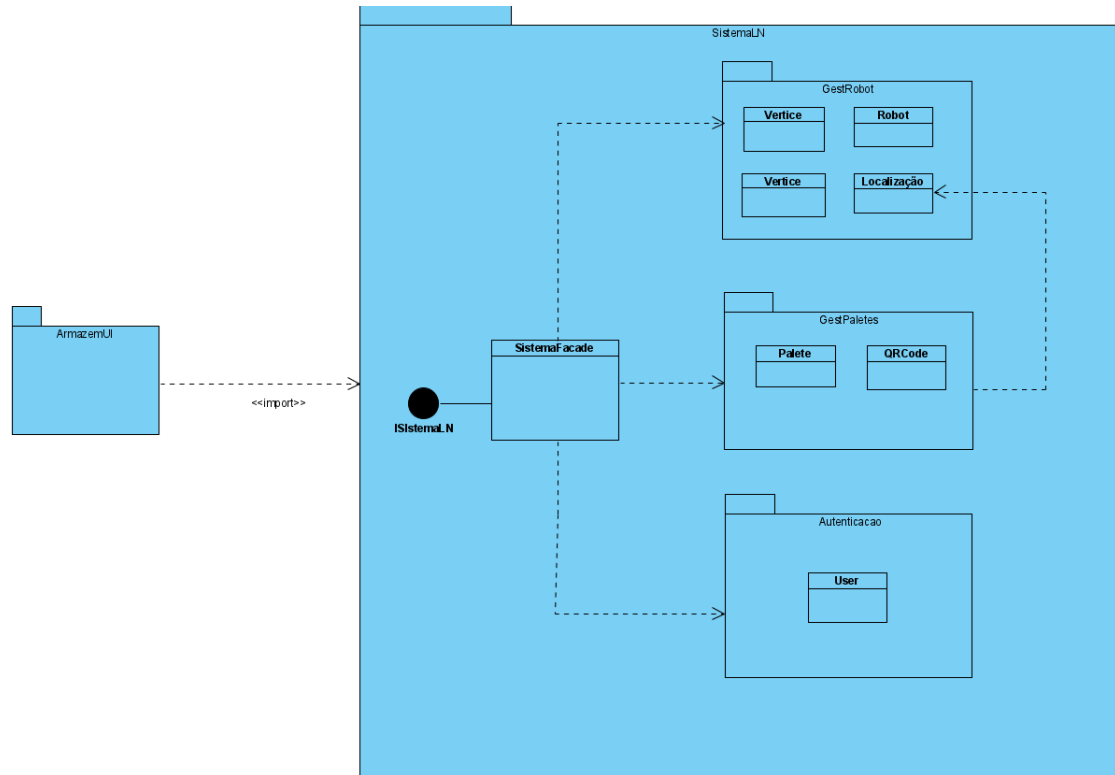 SistemaLN
GestRobot
Vertice
Robot
Vertice
Localização
ArmazemUI
<<import>>
SistemaFacade
ISIstemaLN
GestPaletes
Palete
QRCode
Autenticacao
User